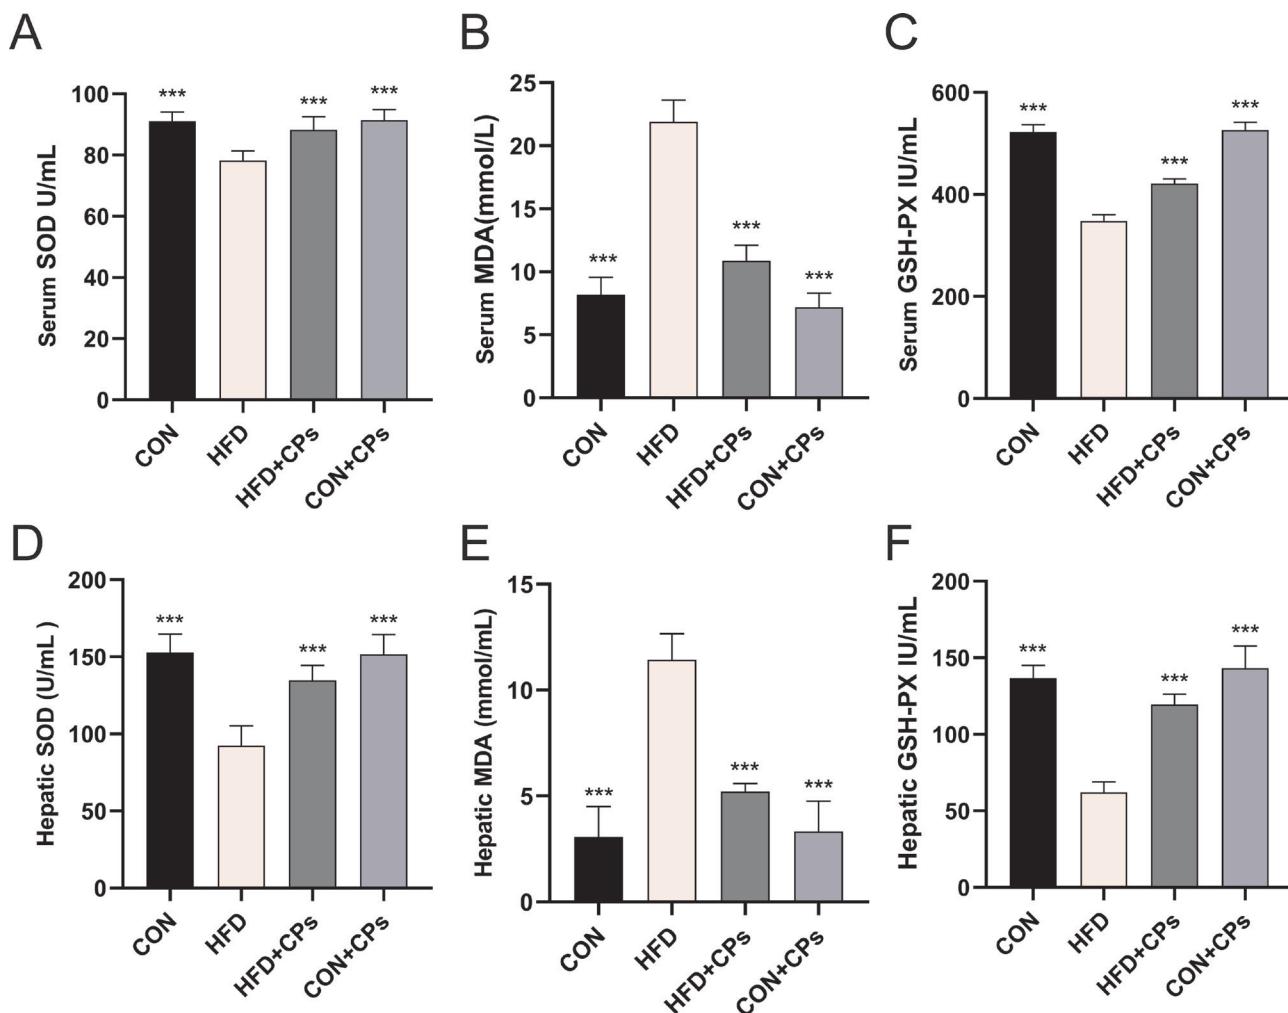 A
Serum SOD U/mL
100
80
60
40
20
0
***
***
***
CON
HFD
HFD+CPs
CON+CPs
B
Serum MDA(mmol/L)
25
20
15
10
5
0
***
***
***
CON
HFD
HFD+CPs
CON+CPs
C
Serum GSH-PX IU/mL
600
400
200
0
***
***
***
CON
HFD
HFD+CPs
CON+CPs
D
Hepatic SOD (U/mL )
200
150
100
50
0
***
***
***
CON
HFD
HFD+CPs
CON+CPs
E
Hepatic MDA (mmol/mL)
15
10
5
0
***
***
***
CON
HFD
HFD+CPs
CON+CPs
F
Hepatic GSH-PX IU/mL
200
150
100
50
0
***
***
***
CON
HFD
HFD+CPs
CON+CPs